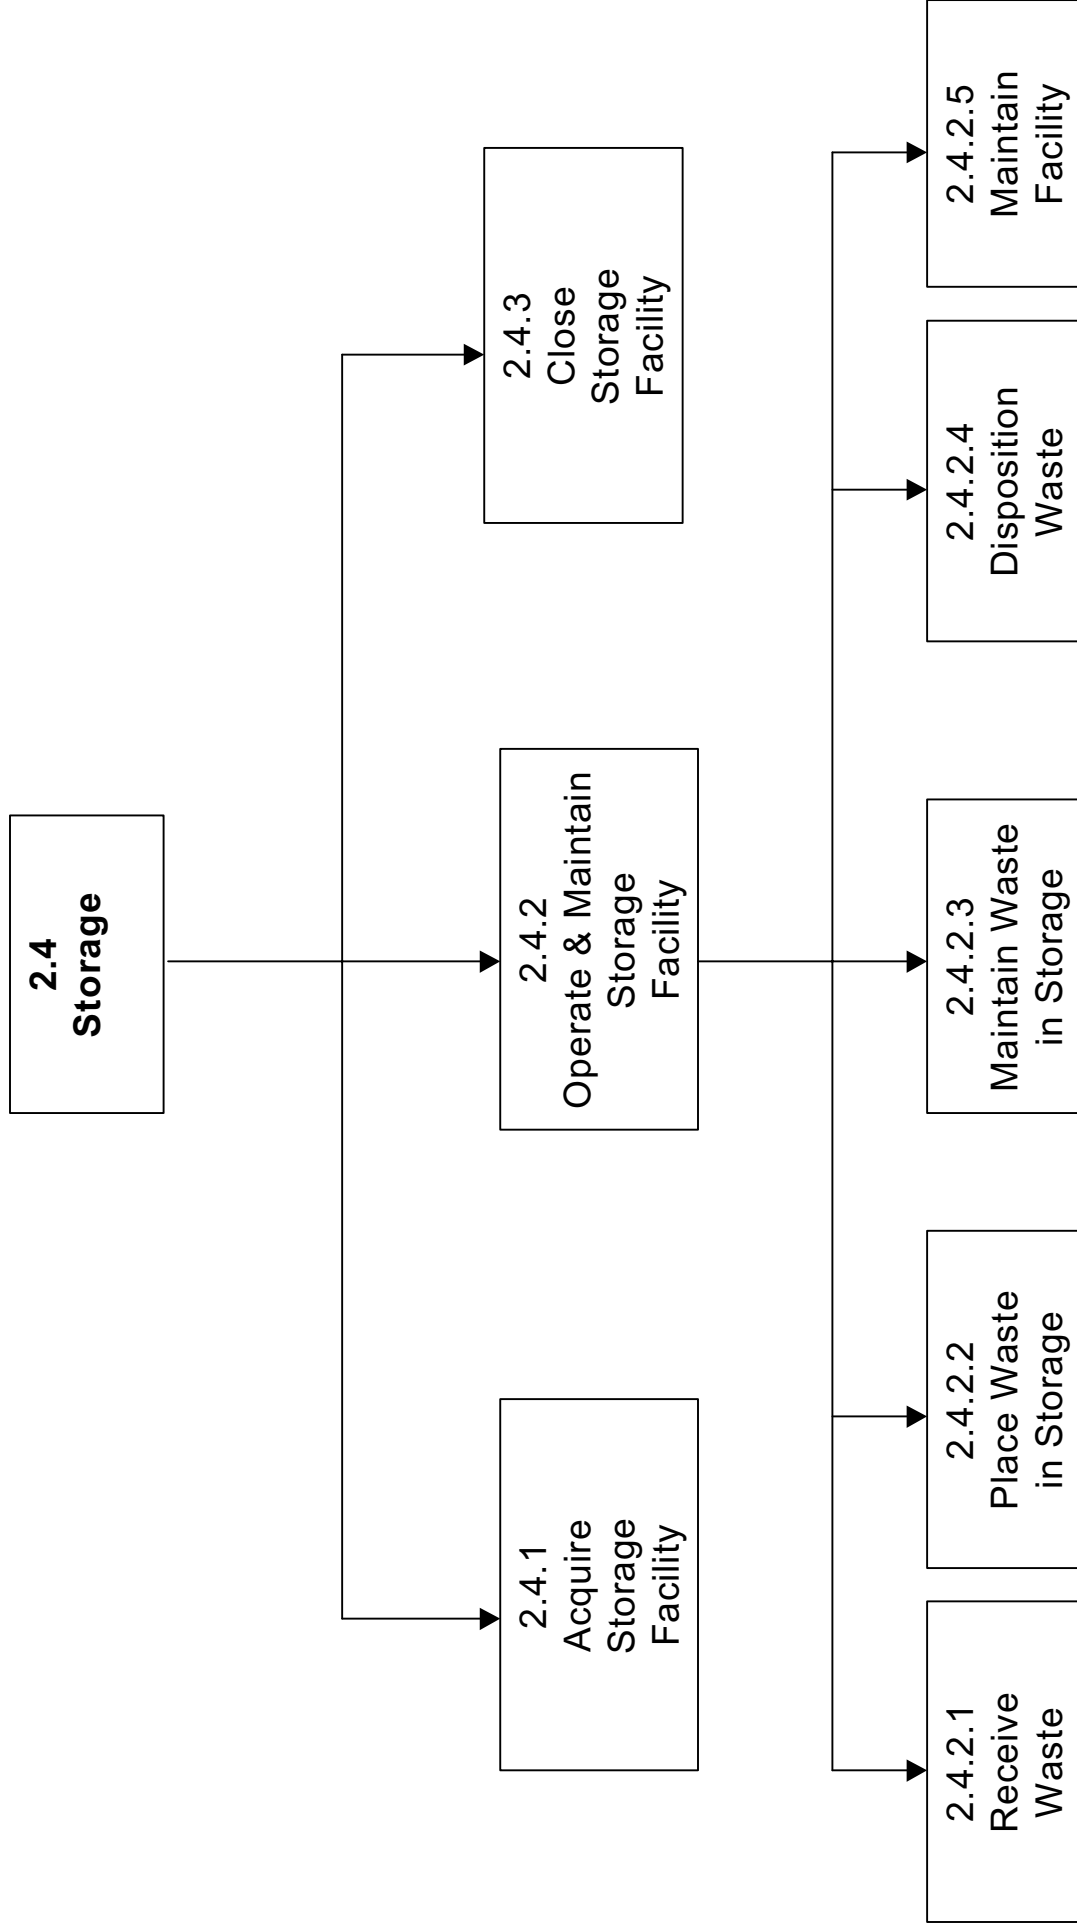 2.4
Storage
2.4.1
Acquire
Storage
Facility
2.4.2
Operate & Maintain
Storage
Facility
2.4.3
Close
Storage
Facility
2.4.2.1
Receive
Waste
2.4.2.2
Place Waste
in Storage
2.4.2.3
Maintain Waste
in Storage
2.4.2.4
Disposition
Waste
2.4.2.5
Maintain
Facility